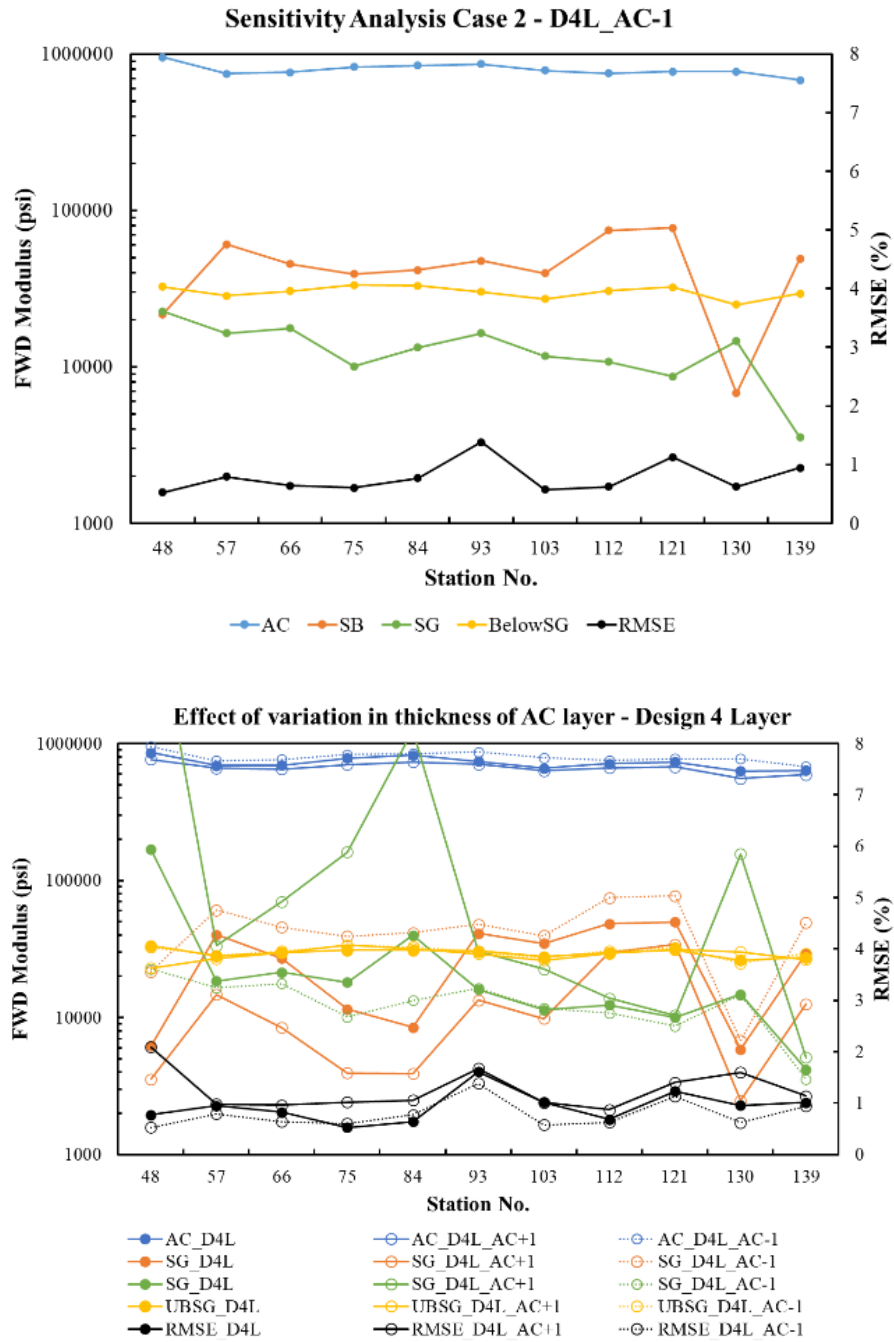 Sensitivity Analysis Case 2 - D4L_AC-1
1000000
100000
10000
1000
FWD Modulus (psi)
8
7
6
5
4
3
2
1
0
RMSE (%)
48 57 66 75 84 93 103 112 121 130 139
Station No.
AC SB SG BelowSG RMSE
Effect of variation in thickness of AC layer - Design 4 Layer
1000000
100000
10000
1000
FWD Modulus (psi)
8
7
6
5
4
3
2
1
0
RMSE (%)
48 57 66 75 84 93 103 112 121 130 139
Station No.
AC_D4L AC_D4L_AC+1 AC_D4L_AC-1
SG_D4L SG_D4L_AC+1 SG_D4L_AC-1
SG_D4L SG_D4L_AC+1 SG_D4L_AC-1
UBSG_D4L UBSG_D4L_AC+1 UBSG_D4L_AC-1
RMSE_D4L RMSE_D4L_AC+1 RMSE_D4L_AC-1